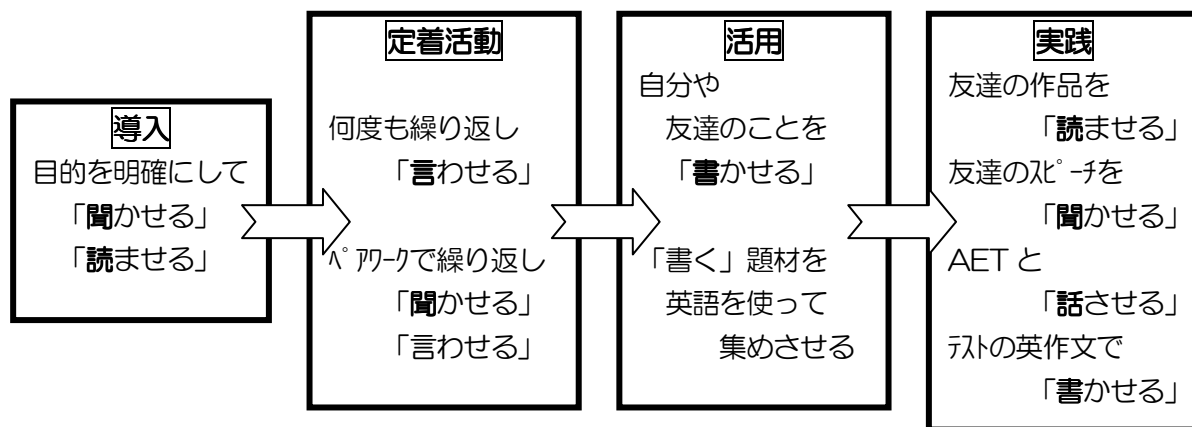 導入
目的を明確にして
「聞かせる」
「読ませる」
定着活動
何度も繰り返し
「言わせる」
ﾍﾟｱﾜｰｸで繰り返し
「聞かせる」
「言わせる」
活用
自分や
友達のことを
「書かせる」
「書く」題材を
英語を使って
集めさせる
実践
友達の作品を
「読ませる」
友達のｽﾋﾟｰﾁを
「聞かせる」
AETと
「話させる」
ﾃｽﾄの英作文で
「書かせる」